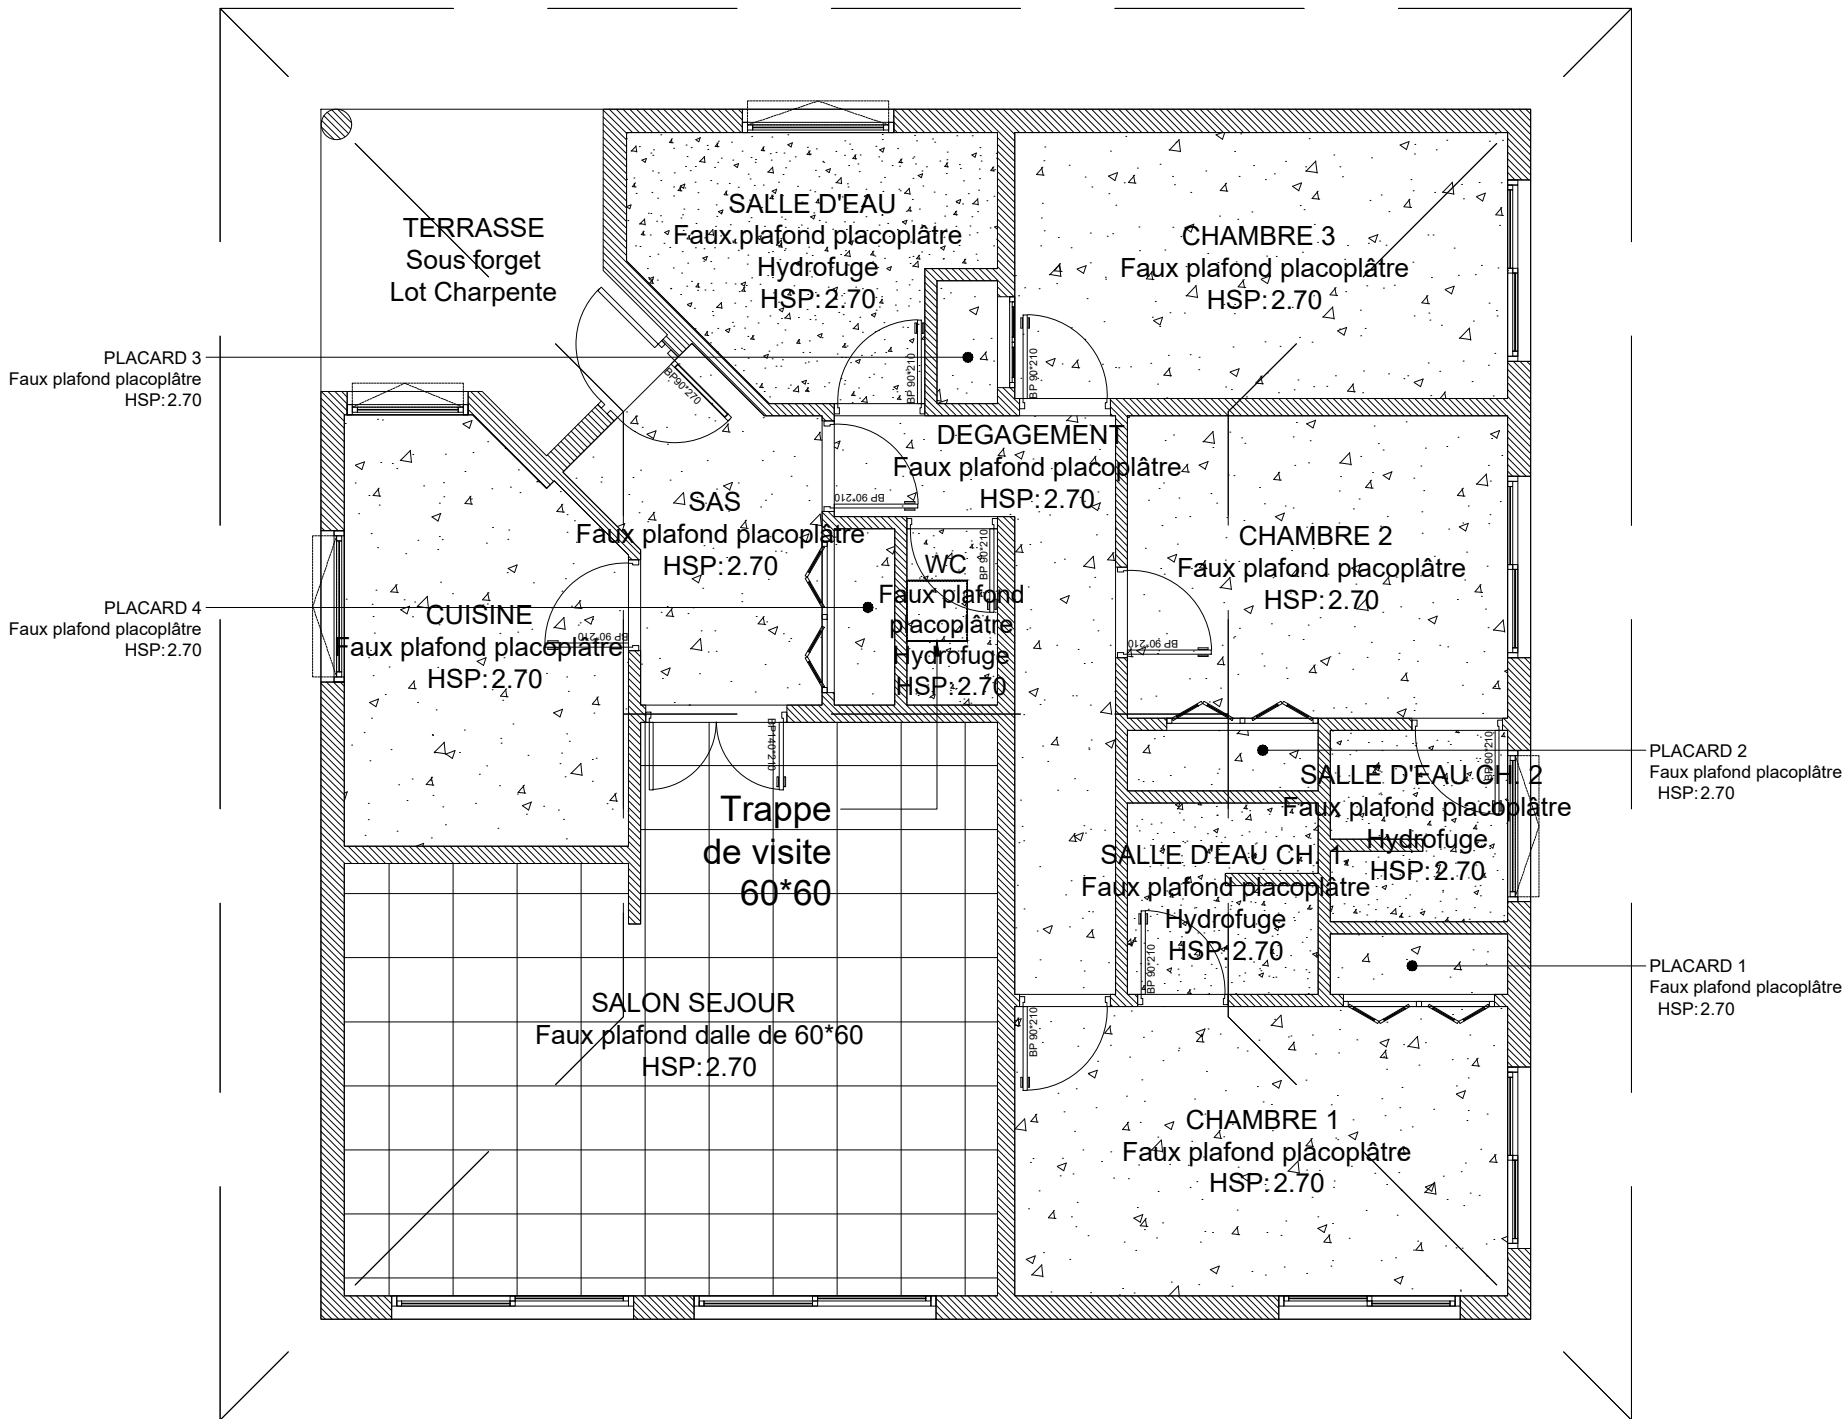 TERRASSE
Sous forget
Lot Charpente
SALLE D'EAU
Faux plafond placoplâtre
Hydrofuge
HSP:2.70
CHAMBRE 3
Faux plafond placoplâtre
HSP:2.70
PLACARD 3
Faux plafond placoplâtre
HSP:2.70
BP90*270
BP 90*210
BP 90*210
DEGAGEMENT
Faux plafond placoplâtre
HSP:2.70
BP 90*210
SAS
Faux plafond placoplâtre
HSP:2.70
WC
Faux plafond
placoplâtre
Hydrofuge
HSP:2.70
BP 90*210
CHAMBRE 2
Faux plafond placoplâtre
HSP:2.70
BP 90*210
PLACARD 4
Faux plafond placoplâtre
HSP:2.70
CUISINE
Faux plafond placoplâtre
HSP:2.70
BP 90*210
BP140*210
Trappe
de visite
60*60
PLACARD 2
Faux plafond placoplâtre
HSP:2.70
SALLE D'EAU CH. 2
Faux plafond placoplâtre
Hydrofuge
HSP:2.70
BP 90*210
SALLE D'EAU CH. 1
Faux plafond placoplâtre
Hydrofuge
HSP:2.70
BP 90*210
PLACARD 1
Faux plafond placoplâtre
HSP:2.70
SALON SEJOUR
Faux plafond dalle de 60*60
HSP:2.70
BP 90*210
CHAMBRE 1
Faux plafond placoplâtre
HSP:2.70